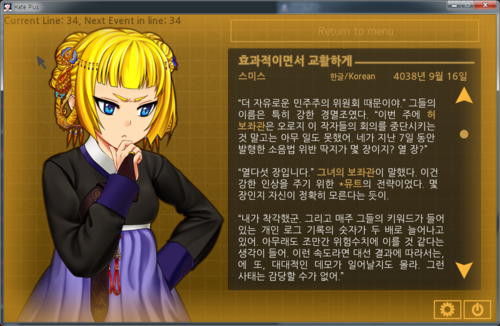 Hate Plus
Current Line: 34, Next Event in line: 34
Return to menu
효과적이면서 교활하게
스미스 한글/Korean 4038년 9월 16일
“더 자유로운 민주주의 위원회 때문이야.” 그들의
이름은 특히 강한 경멸조였다. “이번 주에 허
보좌관은 오로지 이 작자들의 회의를 중단시키는
것 말고는 아무 일도 못했어. 네가 지난 7일 동안
발행한 소음법 위반 딱지가 몇 장이지? 열 장?”
“열다섯 장입니다.” 그녀의 보좌관이 말했다. 이건
강한 인상을 주기 위한 *뮤트의 전략이었다. 몇
장인지 자신이 정확히 모른다는 듯이.
“내가 착각했군. 그리고 매주 그들의 키워드가 들어
있는 개인 로그 기록의 숫자가 두 배로 늘어나고
있어. 아무래도 조만간 위험수치에 이를 것 같다는
생각이 들어. 이런 속도라면 대선 결과에 따라서는,
에 또, 대대적인 데모가 일어날지도 몰라. 그런
사태는 감당할 수가 없어.”